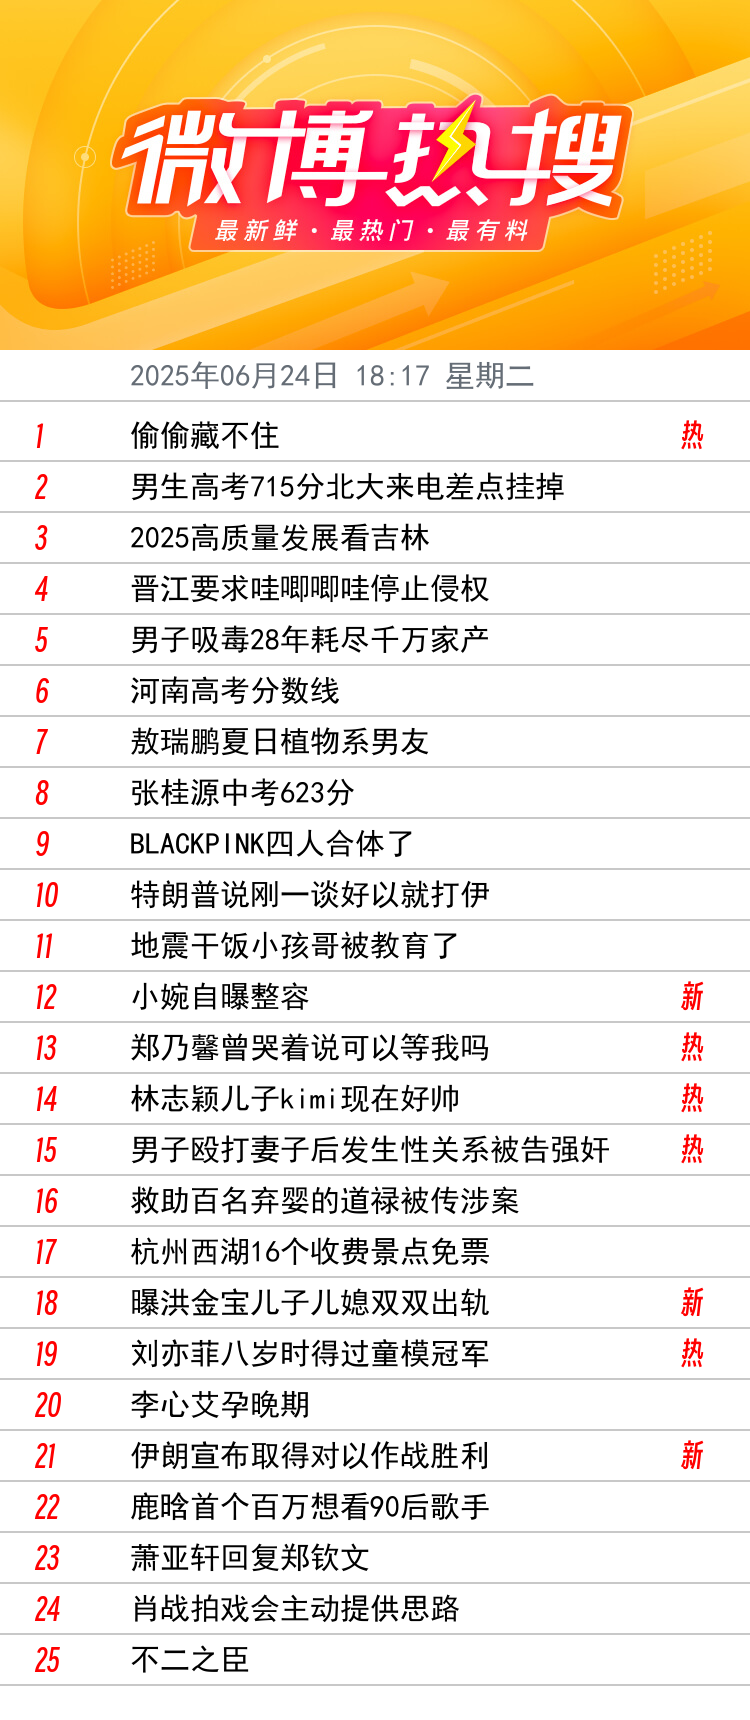 微博热搜
最新鲜·最热门·最有料
2025年06月24日 18:17 星期二
1 偷偷藏不住 热
2 男生高考715分北大来电差点挂掉
3 2025高质量发展看吉林
4 晋江要求哇唧唧哇停止侵权
5 男子吸毒28年耗尽千万家产
6 河南高考分数线
7 敖瑞鹏夏日植物系男友
8 张桂源中考623分
9 BLACKPINK四人合体了
10 特朗普说刚一谈好以就打伊
11 地震干饭小孩哥被教育了
12 小婉自曝整容 新
13 郑乃馨曾哭着说可以等我吗 热
14 林志颖儿子kimi现在好帅 热
15 男子殴打妻子后发生性关系被告强奸 热
16 救助百名弃婴的道禄被传涉案
17 杭州西湖16个收费景点免票
18 曝洪金宝儿子儿媳双双出轨 新
19 刘亦菲八岁时得过童模冠军 热
20 李心艾孕晚期
21 伊朗宣布取得对以作战胜利 新
22 鹿晗首个百万想看90后歌手
23 萧亚轩回复郑钦文
24 肖战拍戏会主动提供思路
25 不二之臣